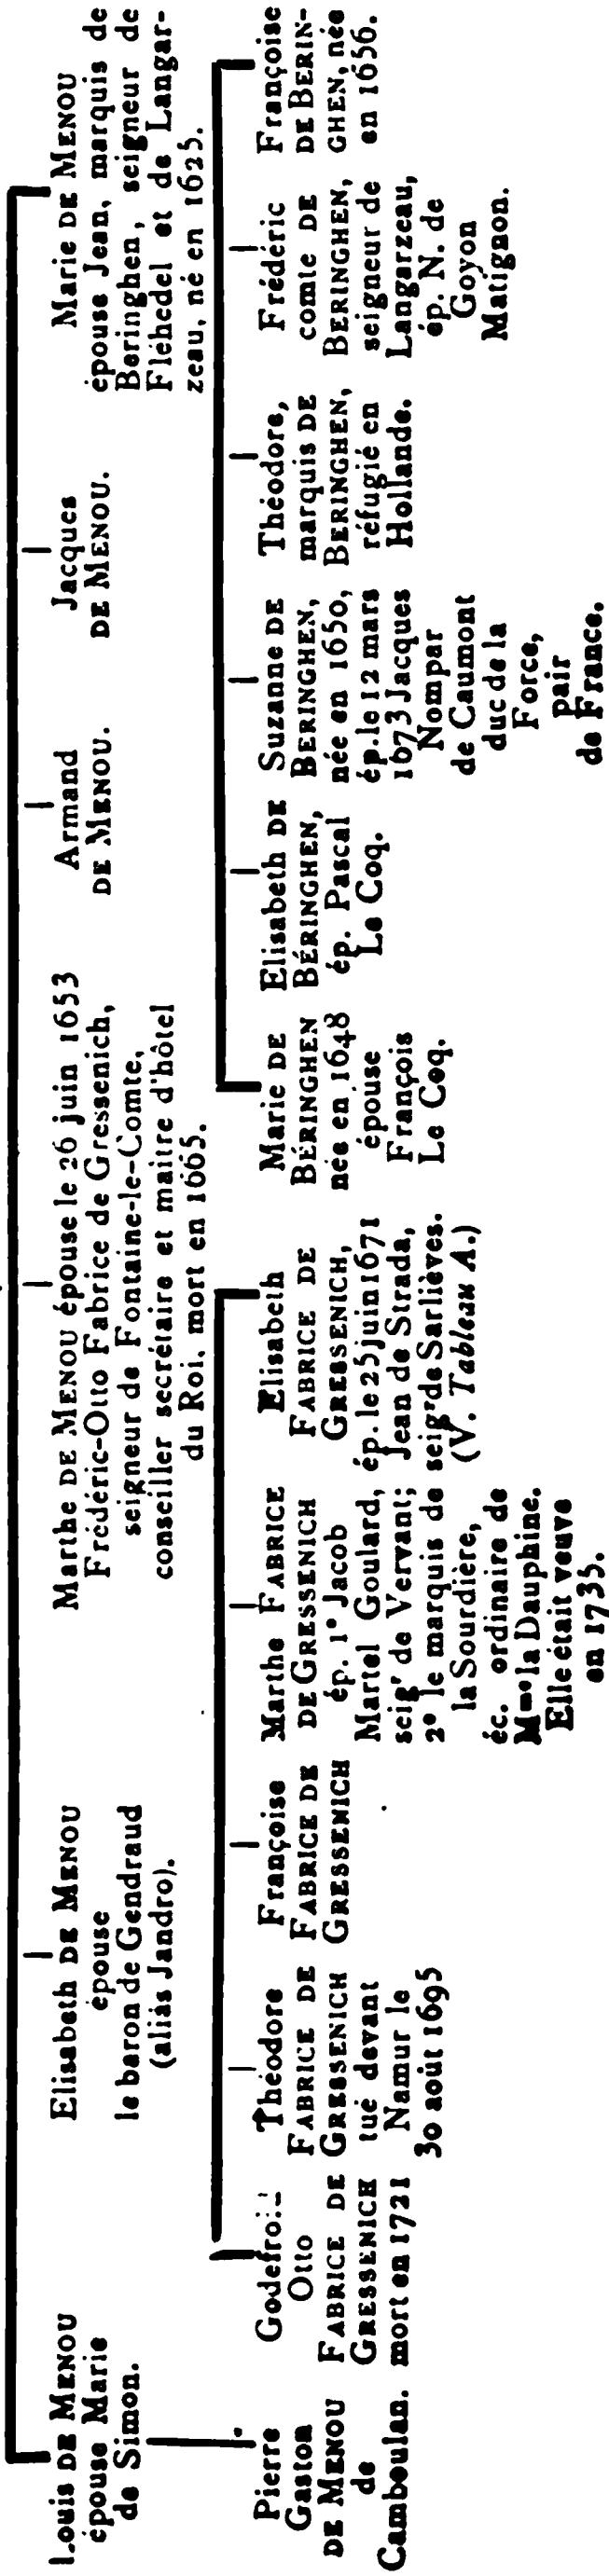 Louis DE MENOU
épouse Marie
de Simon.
Elisabeth DE MENOU
épouse
le baron de Gendraud
(alias Jandro).
Marthe DE MENOU épouse le 26 juin 1653
Frédéric-Otto Fabrice de Gressenich,
seigneur de Fontaine-le-Comte,
conseiller secrétaire et maitre d'hôtel
du Roi, mort en 1665.
Armand
DE MENOU.
Jacques
DE MENOU.
Marie DE MENOU
épouse Jean, marquis de
Beringhen, seigneur de
Flehedel et de Langar-
zeau, né en 1625.
Pierre
Gaston
DE MENOU
de
Camboulan.
Godefroid
Otto
FABRICE DE
GRESSENICH
mort en 1721
Théodore
FABRICE DE
GRESSENICH
tué devant
Namur le
30 août 1695
Françoise
FABRICE DE
GRESSENICH
Marthe FABRICE
DE GRESSENICH
ép. 1° Jacob
Martel Goulard,
seigr de Vervant;
2° le marquis de
la Sourdière,
éc. ordinaire de
Mme la Dauphine.
Elle était veuve
en 1735.
Elisabeth
FABRICE DE
GRESSENICH,
ép. le 25 juin 1671
Jean de Strada,
seigr de Sarlièves.
(V. Tableau A.)
Marie DE
BÉRINGHEN
née en 1648
épouse
François
Le Coq.
Elisabeth DE
BÉRINGHEN,
ép. Pascal
Le Coq.
Suzanne DE
BERINGHEN,
née en 1650,
ép. le 12 mars
1673 Jacques
Nompar
de Caumont
duc de la
Force,
pair
de France.
Théodore,
marquis DE
BERINGHEN,
réfugié en
Hollande.
Frédéric
comte DE
BERINGHEN,
seigneur de
Langarzeau,
ép. N. de
Goyon
Matignon.
Françoise
DE BERIN-
GHEN, née
en 1656.